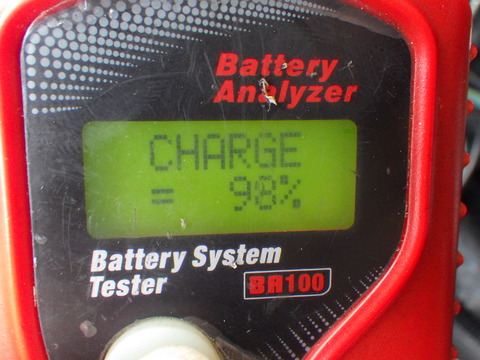 Battery
Analyzer
CHARGE
= 98%
Battery System
Tester
BR100